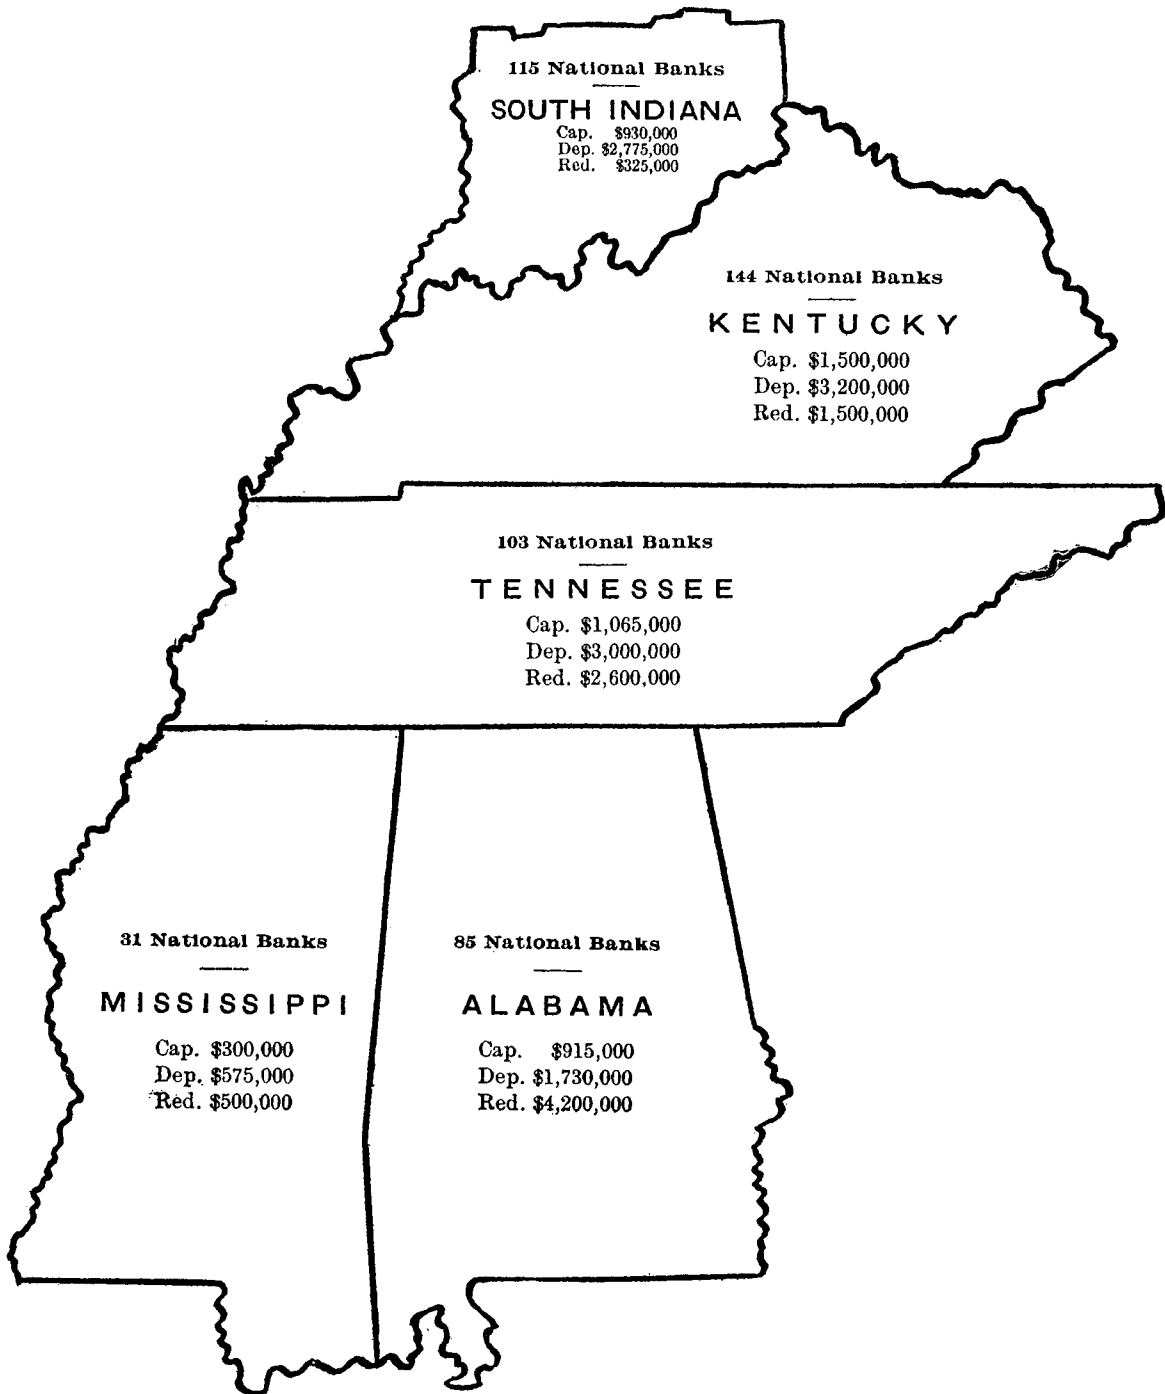 115 National Banks
SOUTH INDIANA
Cap. $930,000
Dep. $2,775,000
Red. $325,000
144 National Banks
KENTUCKY
Cap. $1,500,000
Dep. $3,200,000
Red. $1,500,000
103 National Banks
TENNESSEE
Cap. $1,065,000
Dep. $3,000,000
Red. $2,600,000
31 National Banks
MISSISSIPPI
Cap. $300,000
Dep. $575,000
Red. $500,000
85 National Banks
ALABAMA
Cap. $915,000
Dep. $1,730,000
Red. $4,200,000